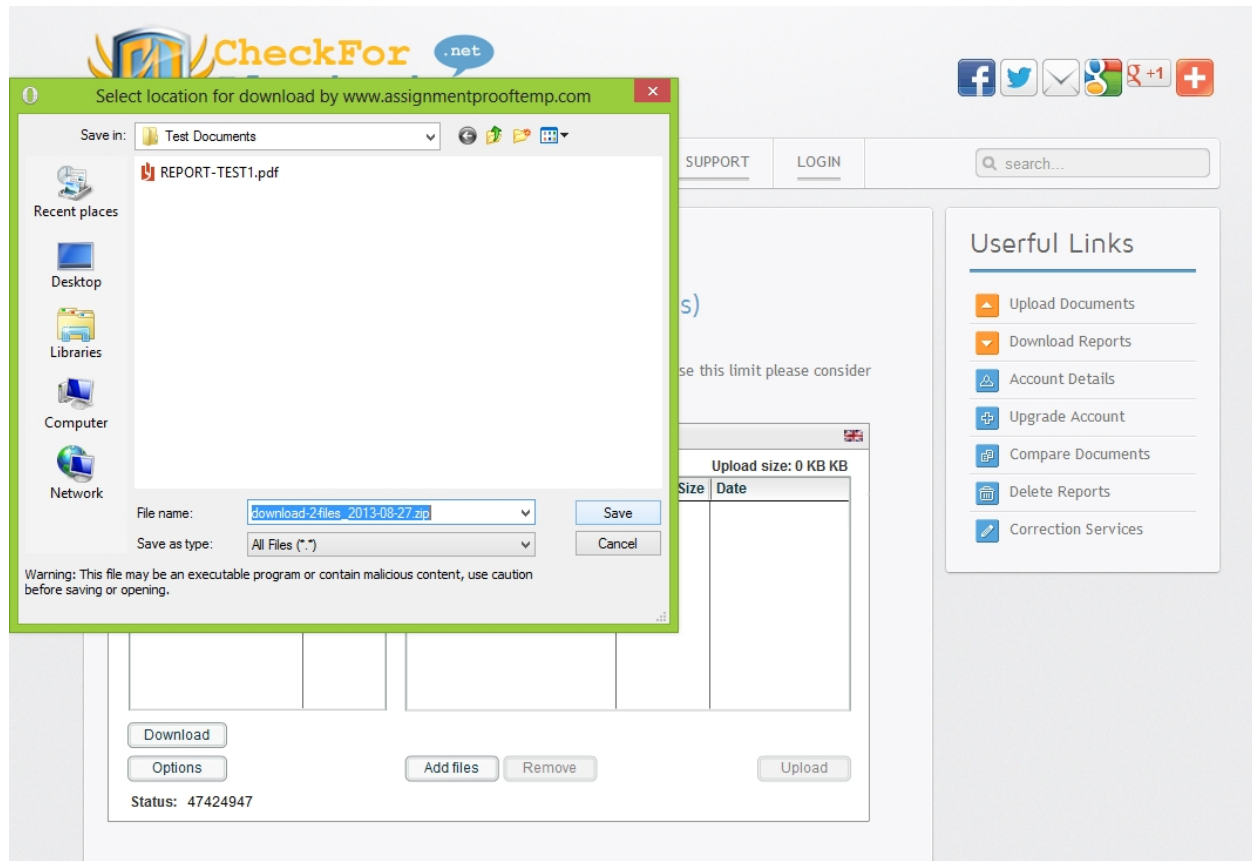 CheckFor .net
Select location for download by www.assignmentprooftemp.com
Save in: Test Documents
REPORT-TEST1.pdf
Recent places
Desktop
Libraries
Computer
Network
File name: download-2-files_2013-08-27.zip Save
Save as type: All Files (*.*) Cancel
Warning: This file may be an executable program or contain malicious content, use caution
before saving or opening.
g +1
SUPPORT LOGIN search...
s)
se this limit please consider
Upload size: 0 KB KB
Size Date
Download
Options Add files Remove Upload
Status: 47424947
Userful Links
Upload Documents
Download Reports
Account Details
Upgrade Account
Compare Documents
Delete Reports
Correction Services